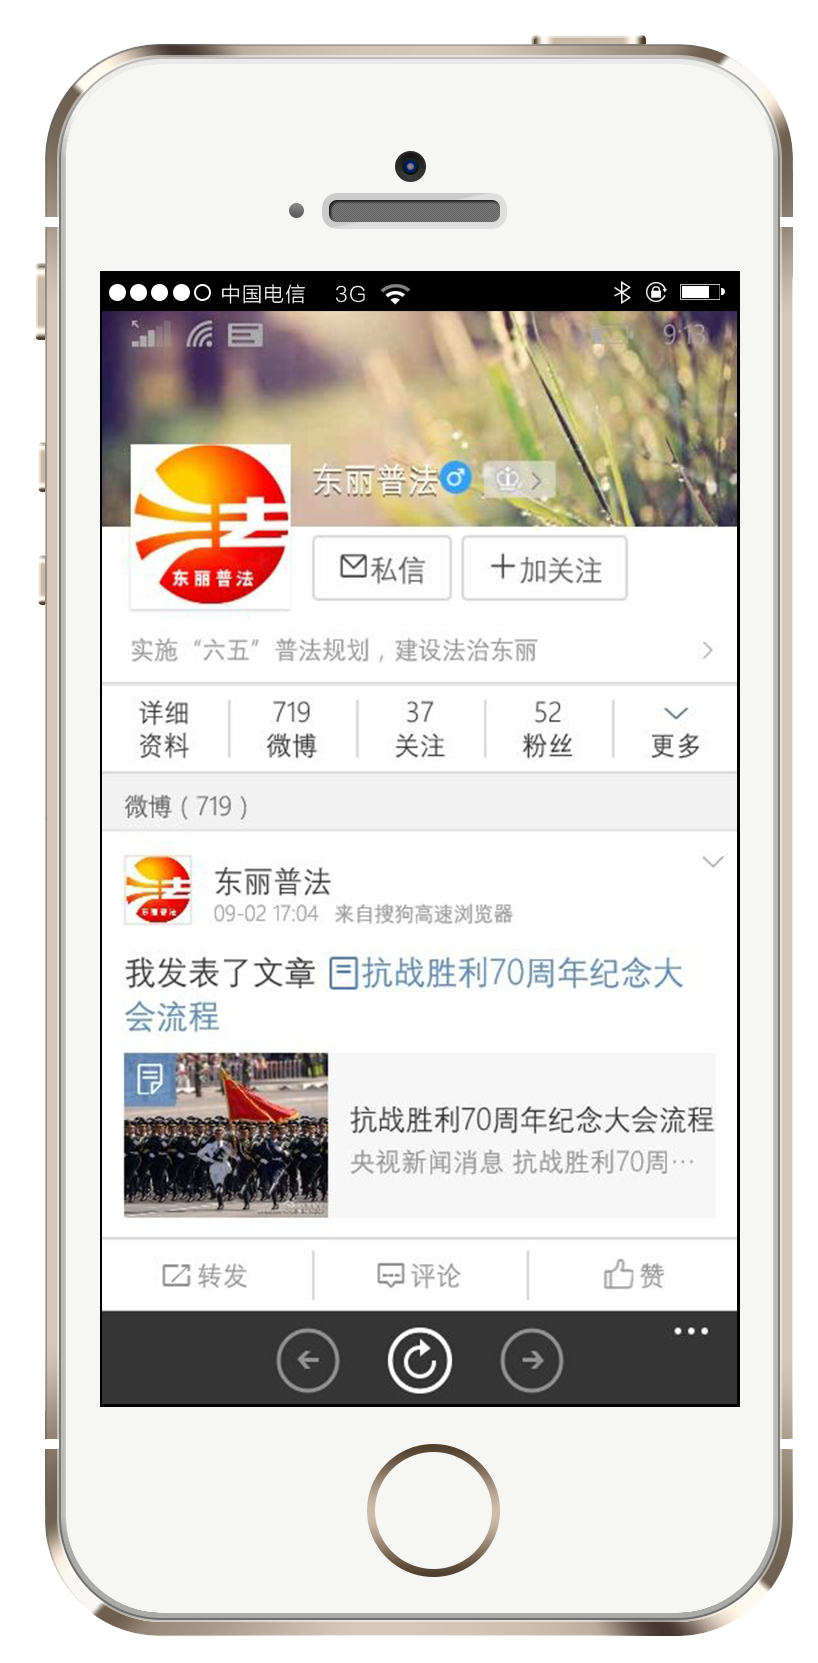 中国电信 3G
9:13
东丽普法
法
东丽普法
私信 加关注
实施“六五”普法规划，建设法治东丽
详细资料
719 微博
37 关注
52 粉丝
更多
微博（719）
东丽普法
东丽普法
09-02 17:04 来自搜狗高速浏览器
我发表了文章 抗战胜利70周年纪念大
会流程
抗战胜利70周年纪念大会流程
央视新闻消息 抗战胜利70周…
转发 评论 赞